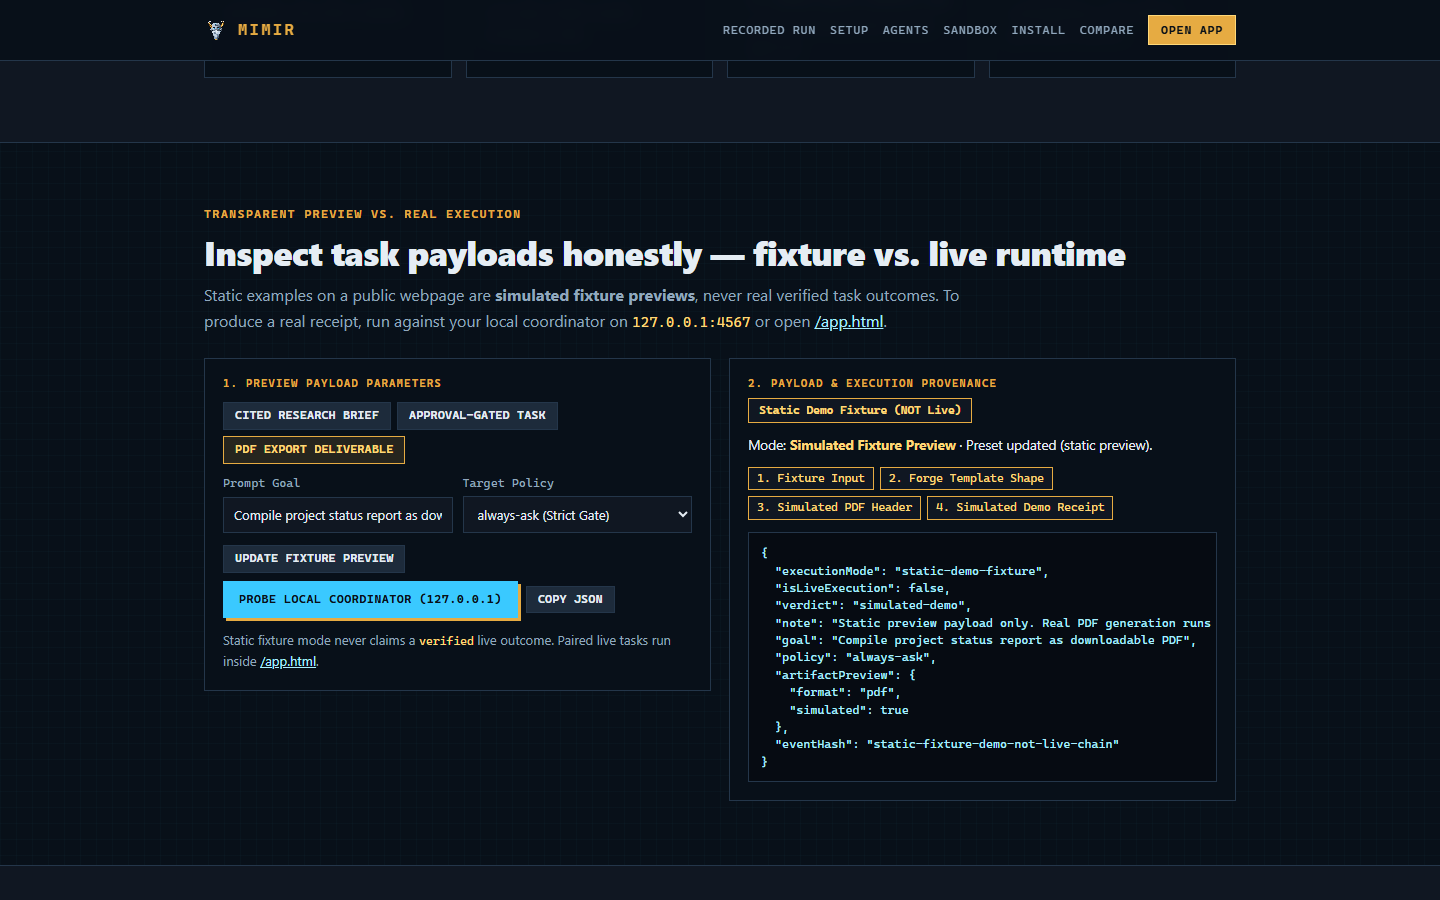 MIMIR
RECORDED RUN SETUP AGENTS SANDBOX INSTALL COMPARE OPEN APP
TRANSPARENT PREVIEW VS. REAL EXECUTION
Inspect task payloads honestly — fixture vs. live runtime
Static examples on a public webpage are simulated fixture previews, never real verified task outcomes. To
produce a real receipt, run against your local coordinator on 127.0.0.1:4567 or open /app.html.
1. PREVIEW PAYLOAD PARAMETERS
CITED RESEARCH BRIEF APPROVAL-GATED TASK
PDF EXPORT DELIVERABLE
Prompt Goal Target Policy
Compile project status report as dow always-ask (Strict Gate)
UPDATE FIXTURE PREVIEW
PROBE LOCAL COORDINATOR (127.0.0.1) COPY JSON
Static fixture mode never claims a verified live outcome. Paired live tasks run
inside /app.html.
2. PAYLOAD & EXECUTION PROVENANCE
Static Demo Fixture (NOT Live)
Mode: Simulated Fixture Preview · Preset updated (static preview).
1. Fixture Input 2. Forge Template Shape
3. Simulated PDF Header 4. Simulated Demo Receipt
{
"executionMode": "static-demo-fixture",
"isLiveExecution": false,
"verdict": "simulated-demo",
"note": "Static preview payload only. Real PDF generation runs
"goal": "Compile project status report as downloadable PDF",
"policy": "always-ask",
"artifactPreview": {
"format": "pdf",
"simulated": true
},
"eventHash": "static-fixture-demo-not-live-chain"
}